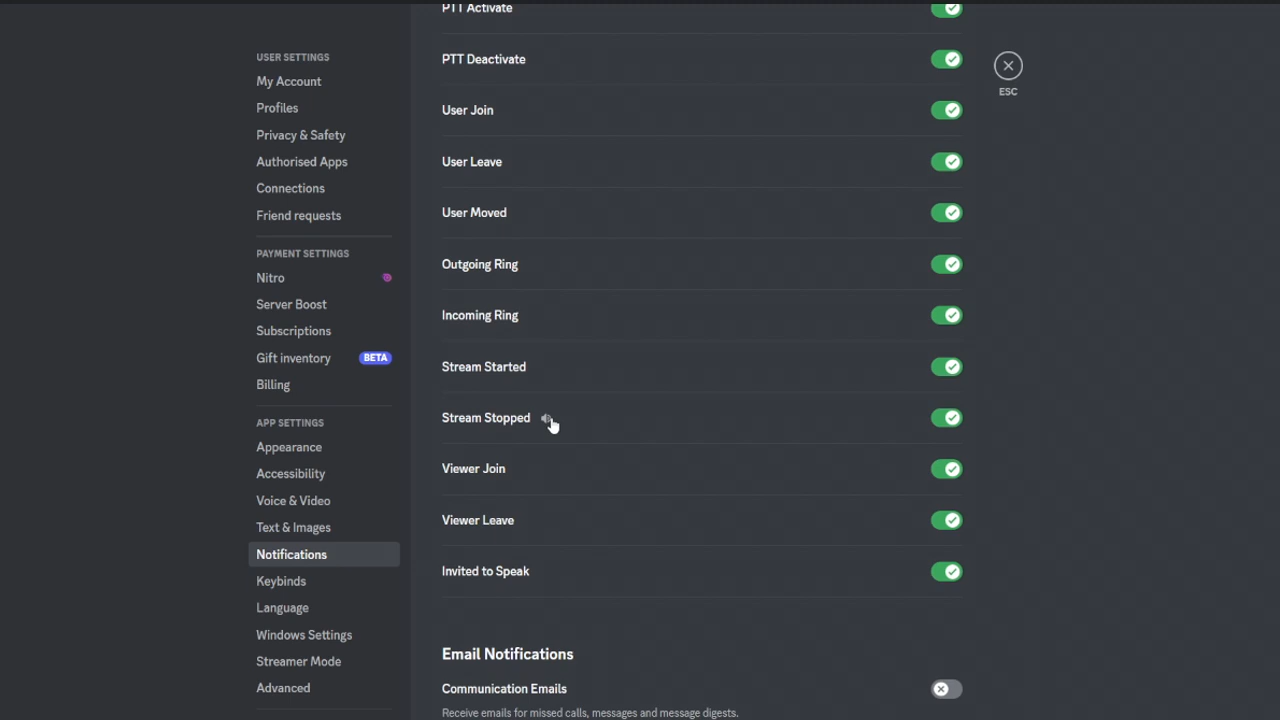 USER SETTINGS
My Account
Profiles
Privacy & Safety
Authorised Apps
Connections
Friend requests
PAYMENT SETTINGS
Nitro
Server Boost
Subscriptions
Gift inventory BETA
Billing
APP SETTINGS
Appearance
Accessibility
Voice & Video
Text & Images
Notifications
Keybinds
Language
Windows Settings
Streamer Mode
Advanced
PTT Activate
PTT Deactivate
User Join
User Leave
User Moved
Outgoing Ring
Incoming Ring
Stream Started
Stream Stopped
Viewer Join
Viewer Leave
Invited to Speak
Email Notifications
Communication Emails
Receive emails for missed calls, messages and message digests.
ESC